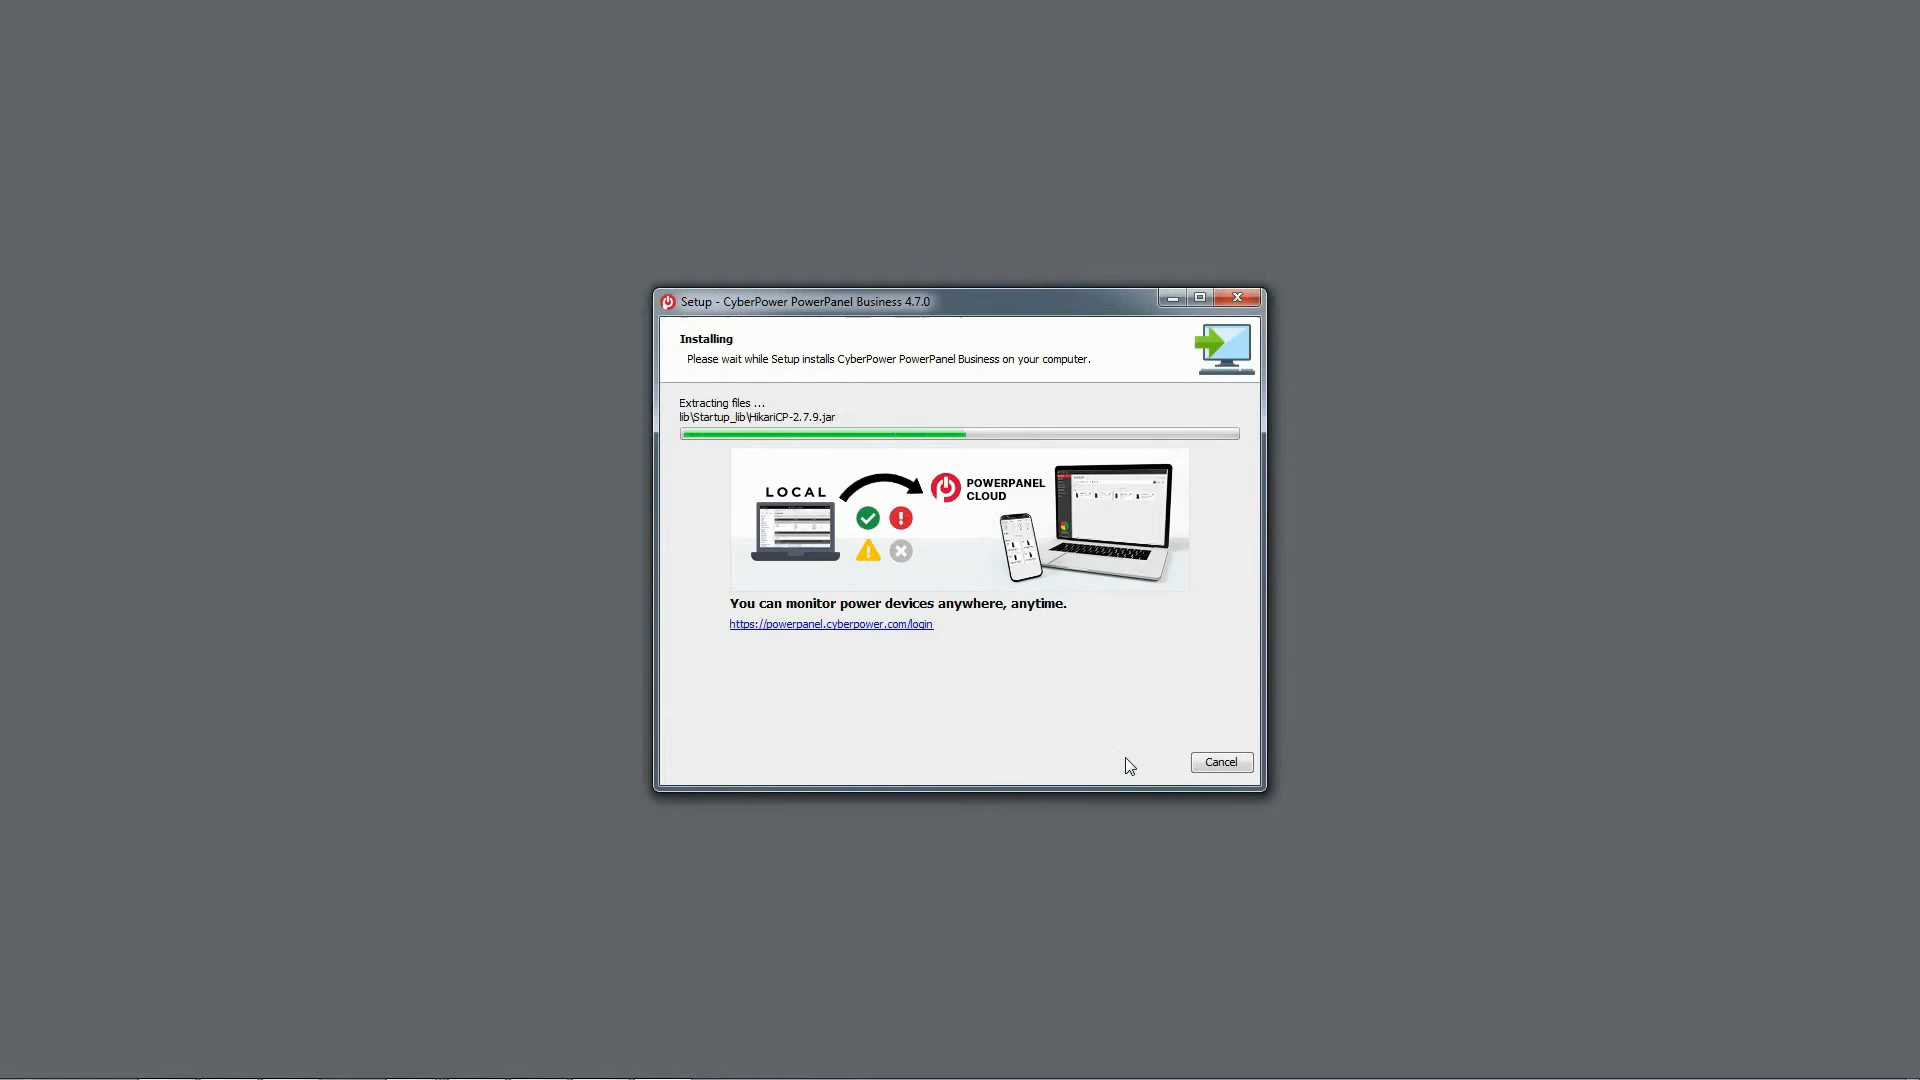 Setup - CyberPower PowerPanel Business 4.7.0
Installing
Please wait while Setup installs CyberPower PowerPanel Business on your computer.
Extracting files ...
lib\Startup_lib\HikariCP-2.7.9.jar
LOCAL
POWERPANEL
CLOUD
You can monitor power devices anywhere, anytime.
https://powerpanel.cyberpower.com/login
Cancel